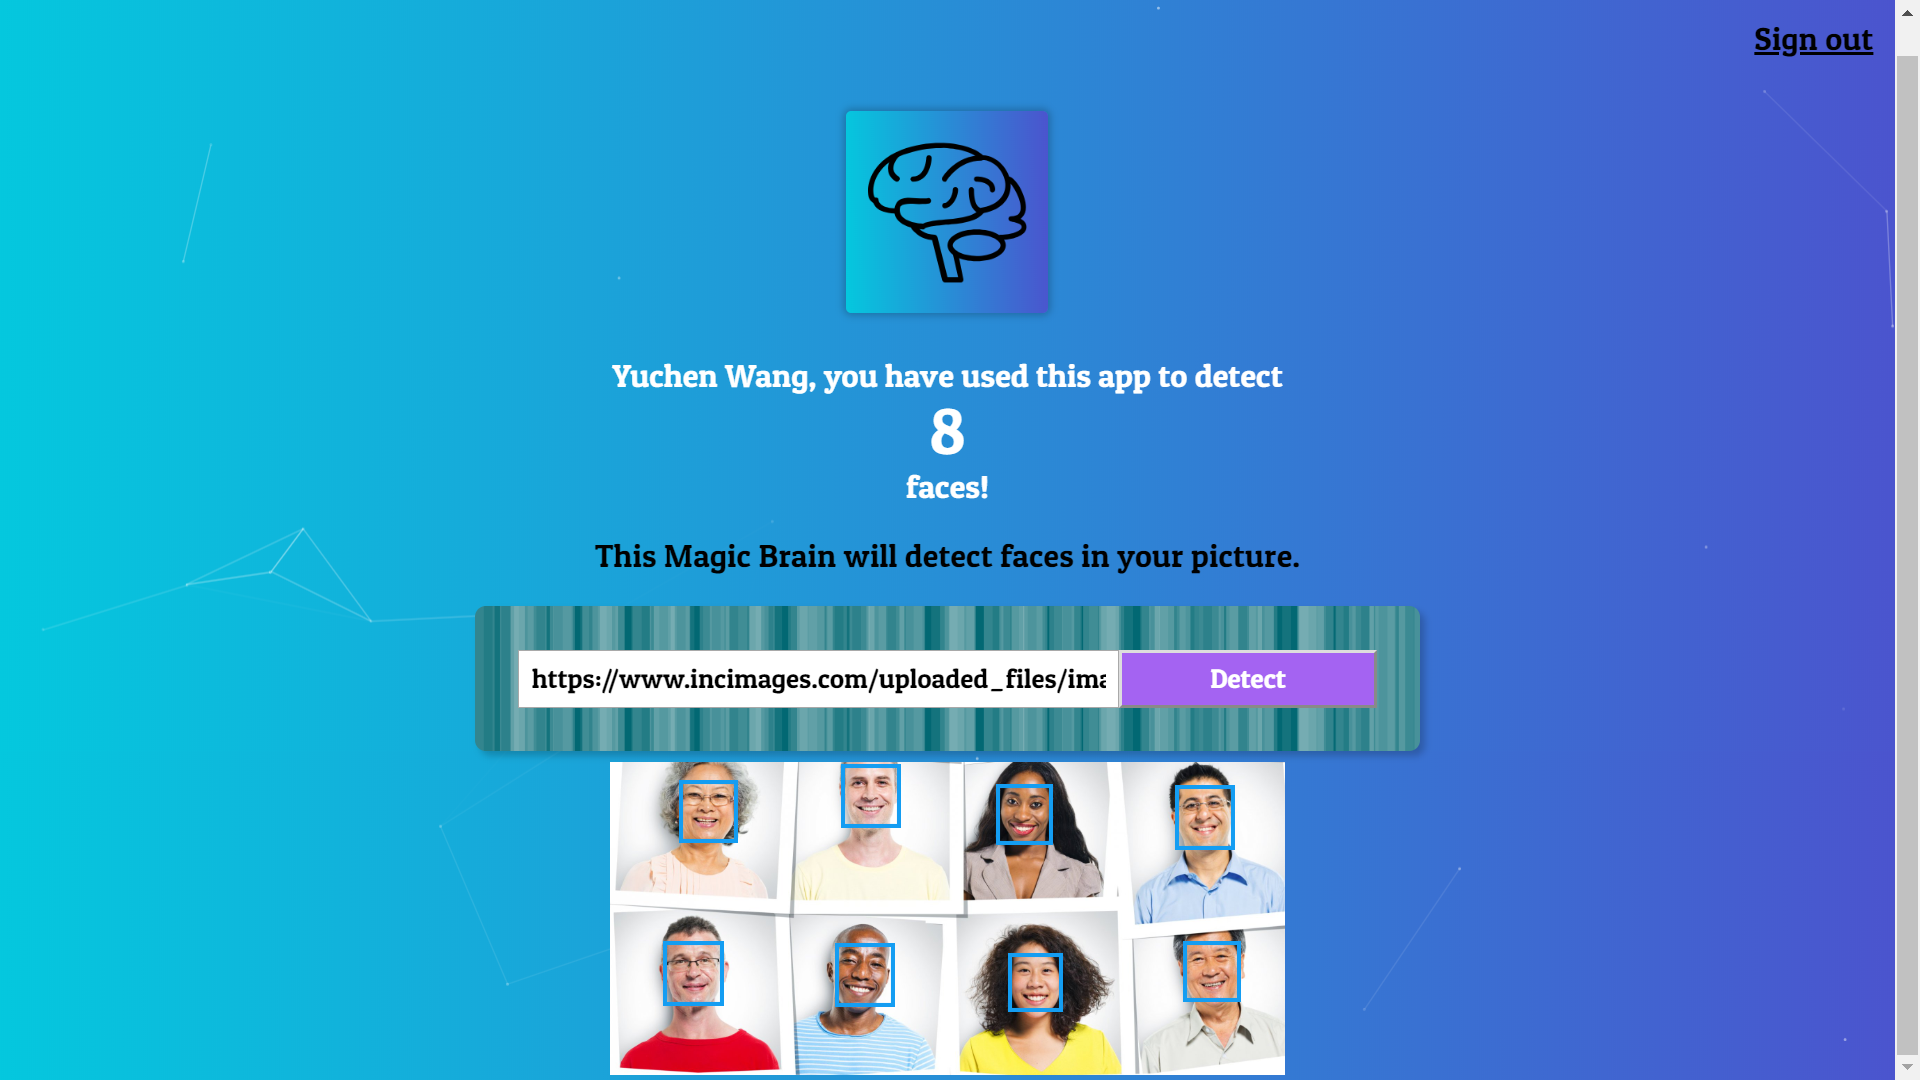 Sign out
Yuchen Wang, you have used this app to detect
8
faces!
This Magic Brain will detect faces in your picture.
https://www.incimages.com/uploaded_files/ima
Detect